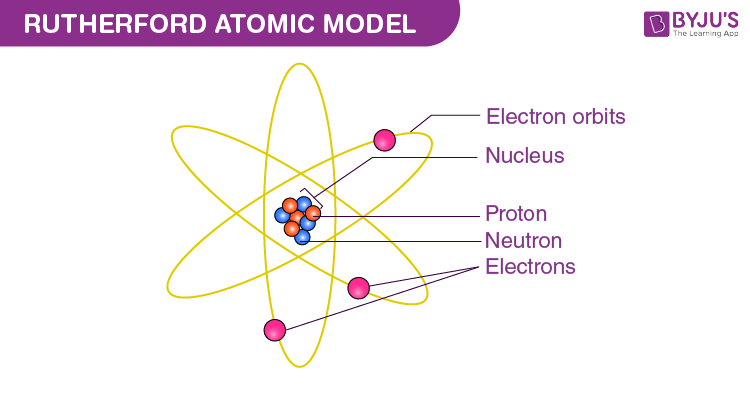 RUTHERFORD ATOMIC MODEL
BYJU'S
The Learning App
Electron orbits
Nucleus
Proton
Neutron
Electrons